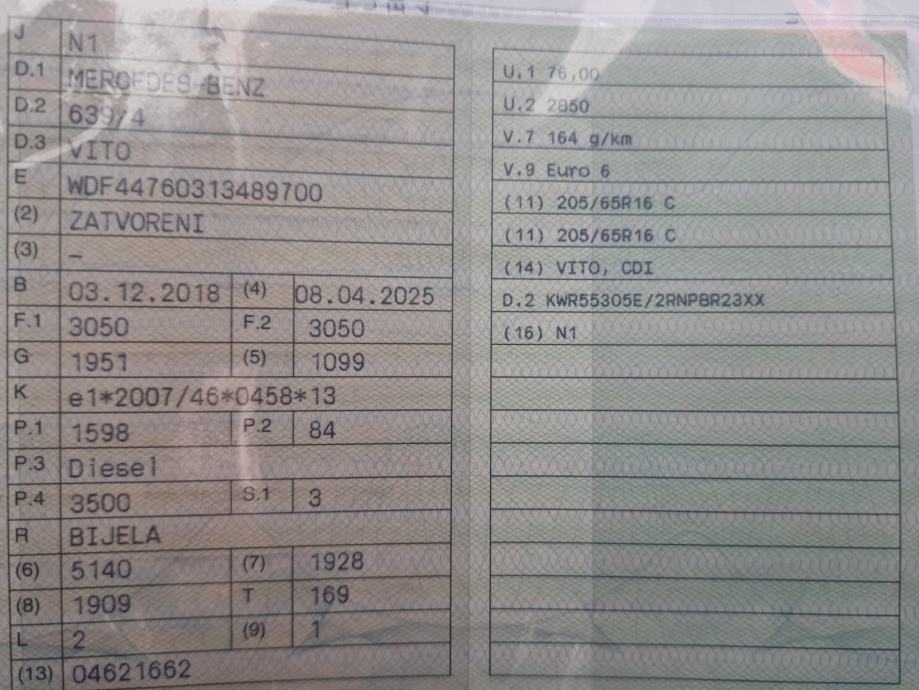 J N1
D.1 MERCEDES-BENZ
D.2 639/4
D.3 VITO
E WDF44760313489700
(2) ZATVORENI
(3) –
B 03.12.2018 (4) 08.04.2025
F.1 3050 F.2 3050
G 1951 (5) 1099
K e1*2007/46*0458*13
P.1 1598 P.2 84
P.3 Diesel
P.4 3500 S.1 3
R BIJELA
(6) 5140 (7) 1928
(8) 1909 T 169
L 2 (9) 1
(13) 04621662
U.1 76,00
U.2 2850
V.7 164 g/km
V.9 Euro 6
(11) 205/65R16 C
(11) 205/65R16 C
(14) VITO, CDI
D.2 KWR55305E/2RNPBR23XX
(16) N1